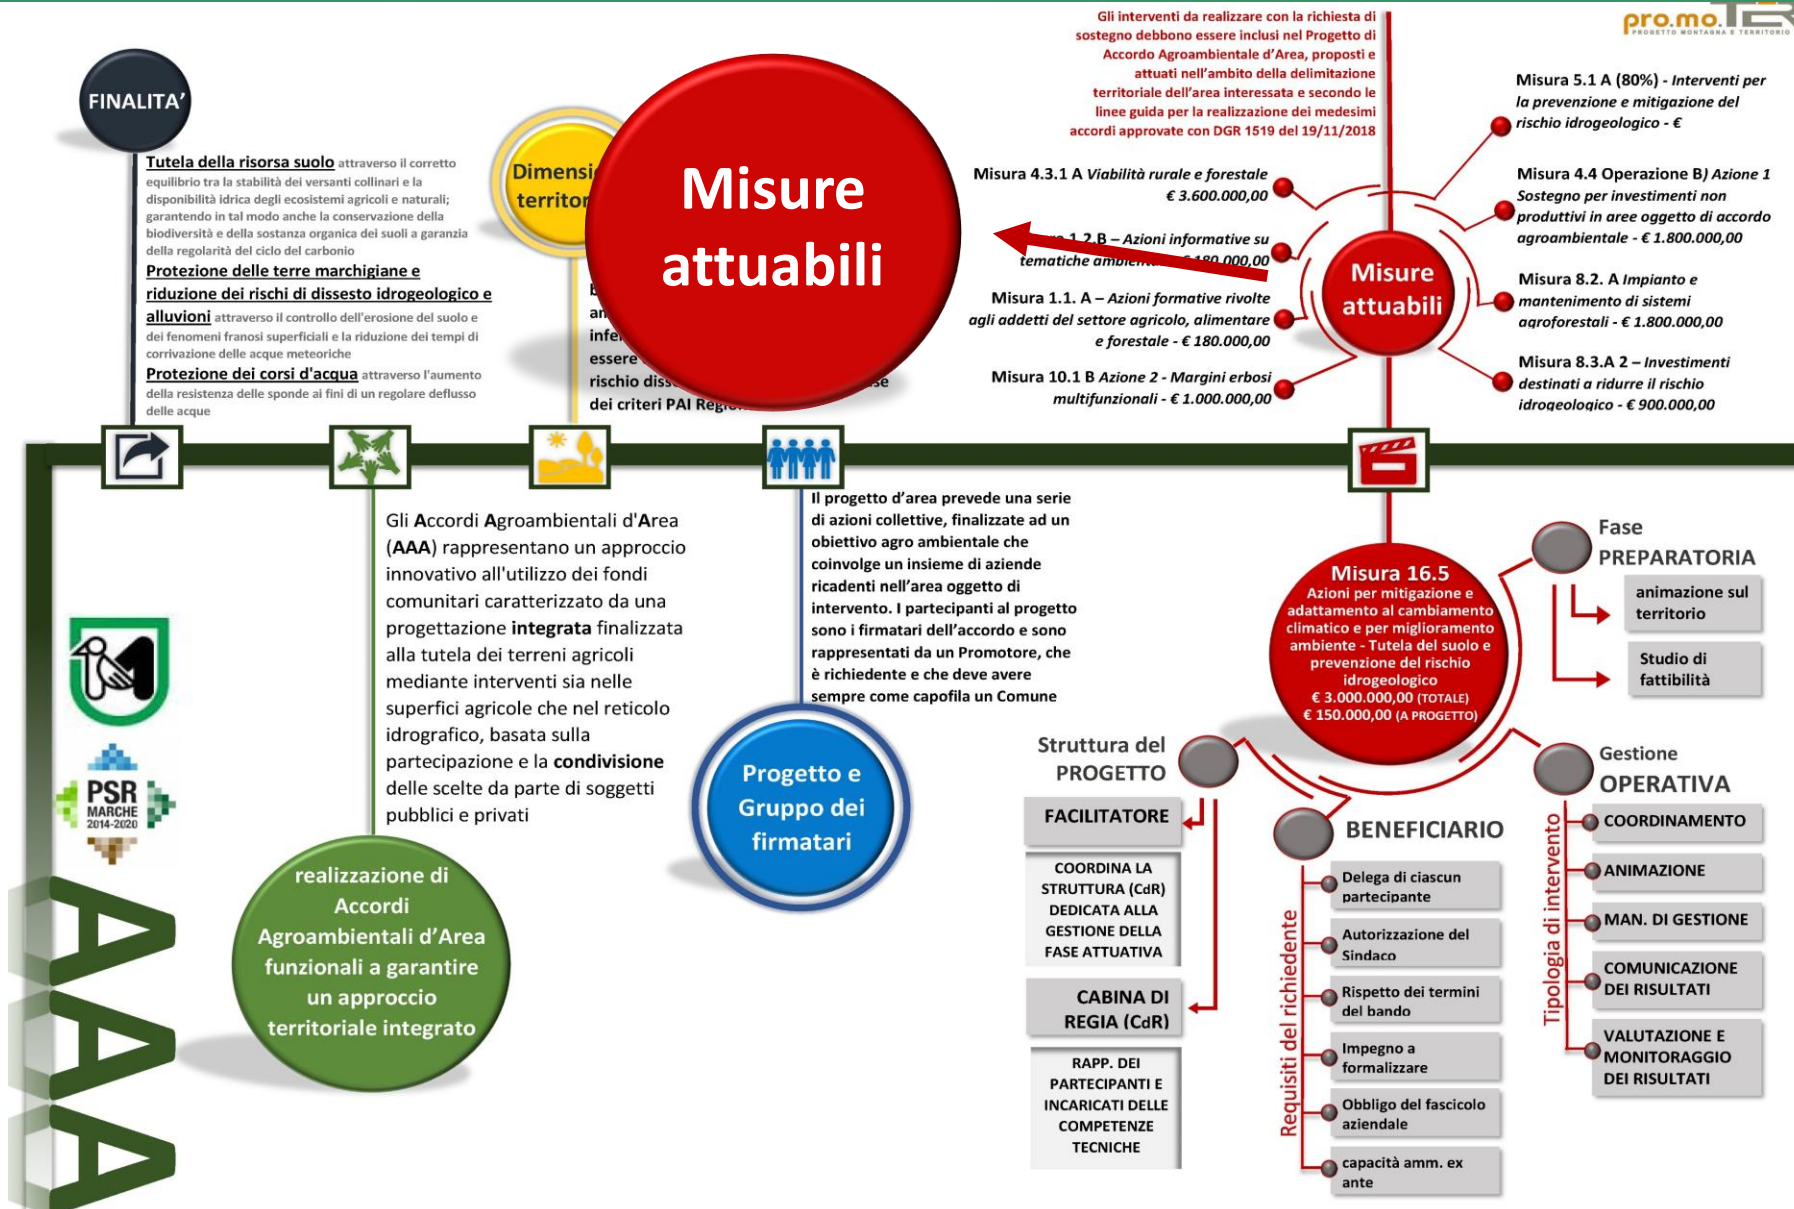 pro.mo.TER
PROGETTO MONTAGNA E TERRITORIO
FINALITA’
Tutela della risorsa suolo attraverso il corretto
equilibrio tra la stabilità dei versanti collinari e la
disponibilità idrica degli ecosistemi agricoli e naturali;
garantendo in tal modo anche la conservazione della
biodiversità e della sostanza organica dei suoli a garanzia
della regolarità del ciclo del carbonio
Protezione delle terre marchigiane e
riduzione dei rischi di dissesto idrogeologico e
alluvioni attraverso il controllo dell'erosione del suolo e
dei fenomeni franosi superficiali e la riduzione dei tempi di
corrivazione delle acque meteoriche
Protezione dei corsi d'acqua attraverso l'aumento
della resistenza delle sponde ai fini di un regolare deflusso
delle acque
Misure
attuabili
essere
rischio
dei criteri PAI
Gli interventi da realizzare con la richiesta di
sostegno debbono essere inclusi nel Progetto di
Accordo Agroambientale d’Area, proposti e
attuati nell’ambito della delimitazione
territoriale dell’area interessata e secondo le
linee guida per la realizzazione dei medesimi
accordi approvate con DGR 1519 del 19/11/2018
Misura 4.3.1 A Viabilità rurale e forestale
€ 3.600.000,00
1.2.B – Azioni informative su
tematiche € 180.000,00
Misura 1.1. A – Azioni formative rivolte
agli addetti del settore agricolo, alimentare
e forestale - € 180.000,00
Misura 10.1 B Azione 2 - Margini erbosi
multifunzionali - € 1.000.000,00
Misure
attuabili
Misura 5.1 A (80%) - Interventi per
la prevenzione e mitigazione del
rischio idrogeologico - €
Misura 4.4 Operazione B) Azione 1
Sostegno per investimenti non
produttivi in aree oggetto di accordo
agroambientale - € 1.800.000,00
Misura 8.2. A Impianto e
mantenimento di sistemi
agroforestali - € 1.800.000,00
Misura 8.3.A 2 – Investimenti
destinati a ridurre il rischio
idrogeologico - € 900.000,00
Gli Accordi Agroambientali d'Area
(AAA) rappresentano un approccio
innovativo all'utilizzo dei fondi
comunitari caratterizzato da una
progettazione integrata finalizzata
alla tutela dei terreni agricoli
mediante interventi sia nelle
superfici agricole che nel reticolo
idrografico, basata sulla
partecipazione e la condivisione
delle scelte da parte di soggetti
pubblici e privati
realizzazione di
Accordi
Agroambientali d’Area
funzionali a garantire
un approccio
territoriale integrato
PSR
MARCHE
2014-2020
AAA
Il progetto d’area prevede una serie
di azioni collettive, finalizzate ad un
obiettivo agro ambientale che
coinvolge un insieme di aziende
ricadenti nell’area oggetto di
intervento. I partecipanti al progetto
sono i firmatari dell’accordo e sono
rappresentati da un Promotore, che
è richiedente e che deve avere
sempre come capofila un Comune
Progetto e
Gruppo dei
firmatari
Misura 16.5
Azioni per mitigazione e
adattamento al cambiamento
climatico e per miglioramento
ambiente - Tutela del suolo e
prevenzione del rischio
idrogeologico
€ 3.000.000,00 (TOTALE)
€ 150.000,00 (A PROGETTO)
Fase
PREPARATORIA
animazione sul
territorio
Studio di
fattibilità
Struttura del
PROGETTO
FACILITATORE
COORDINA LA
STRUTTURA (CdR)
DEDICATA ALLA
GESTIONE DELLA
FASE ATTUATIVA
CABINA DI
REGIA (CdR)
RAPP. DEI
PARTECIPANTI E
INCARICATI DELLE
COMPETENZE
TECNICHE
BENEFICIARIO
Requisiti del richiedente
Delega di ciascun
partecipante
Autorizzazione del
Sindaco
Rispetto dei termini
del bando
Impegno a
formalizzare
Obbligo del fascicolo
aziendale
capacità amm. ex
ante
Gestione
OPERATIVA
Tipologia di intervento
COORDINAMENTO
ANIMAZIONE
MAN. DI GESTIONE
COMUNICAZIONE
DEI RISULTATI
VALUTAZIONE E
MONITORAGGIO
DEI RISULTATI